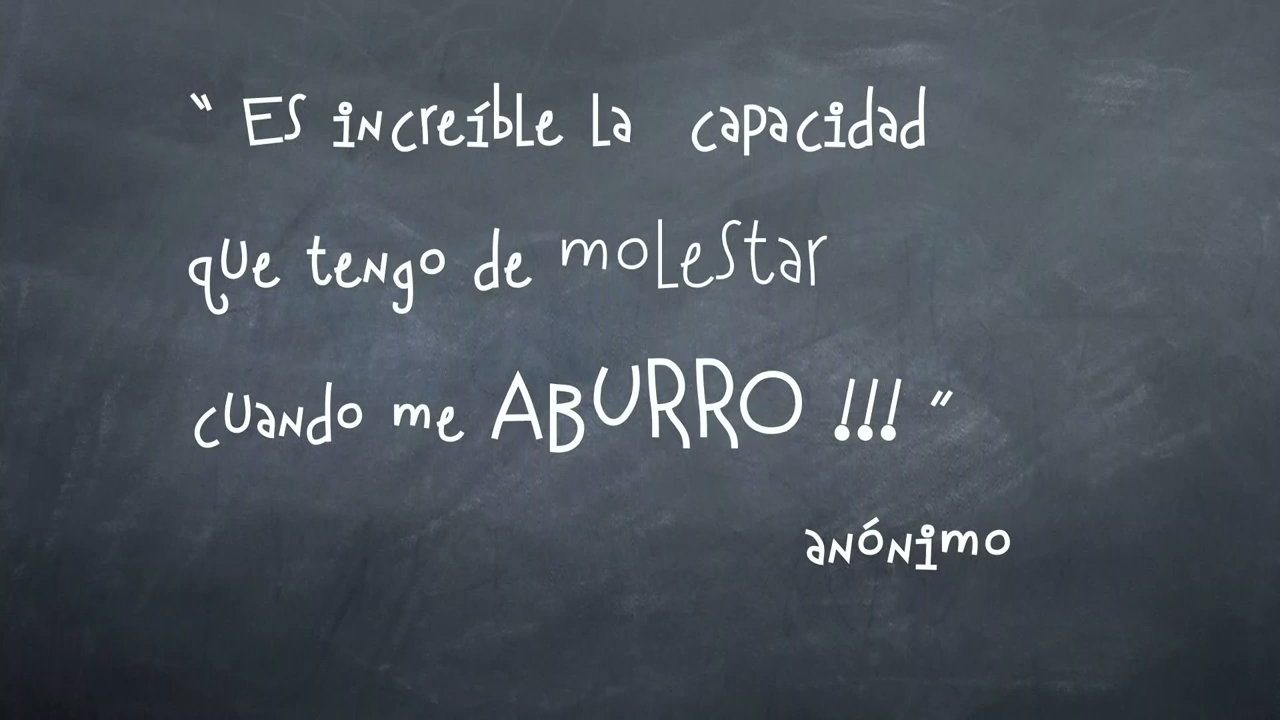 “ Es increíble la capacidad
que tengo de molestar
cuando me ABURRO !!! ”
anónimo